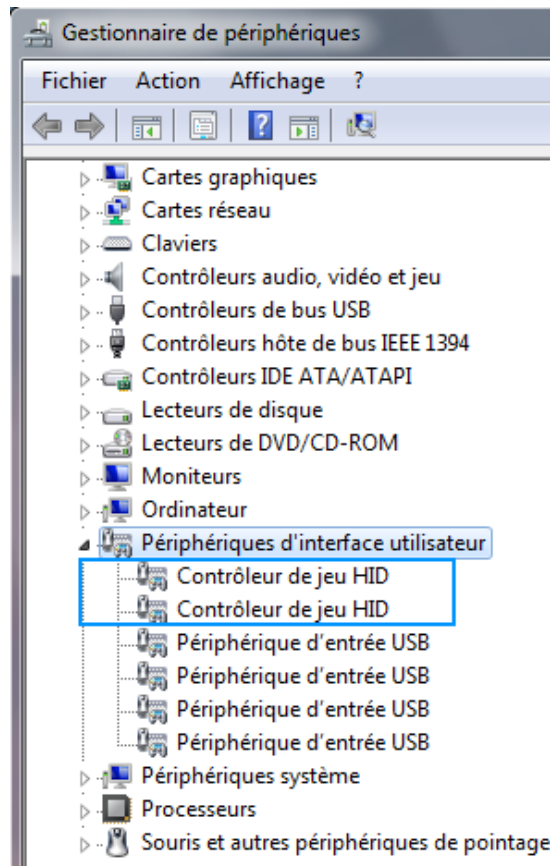 Gestionnaire de périphériques
Fichier Action Affichage ?
Cartes graphiques
Cartes réseau
Claviers
Contrôleurs audio, vidéo et jeu
Contrôleurs de bus USB
Contrôleurs hôte de bus IEEE 1394
Contrôleurs IDE ATA/ATAPI
Lecteurs de disque
Lecteurs de DVD/CD-ROM
Moniteurs
Ordinateur
Périphériques d'interface utilisateur
Contrôleur de jeu HID
Contrôleur de jeu HID
Périphérique d'entrée USB
Périphérique d'entrée USB
Périphérique d'entrée USB
Périphérique d'entrée USB
Périphériques système
Processeurs
Souris et autres périphériques de pointage